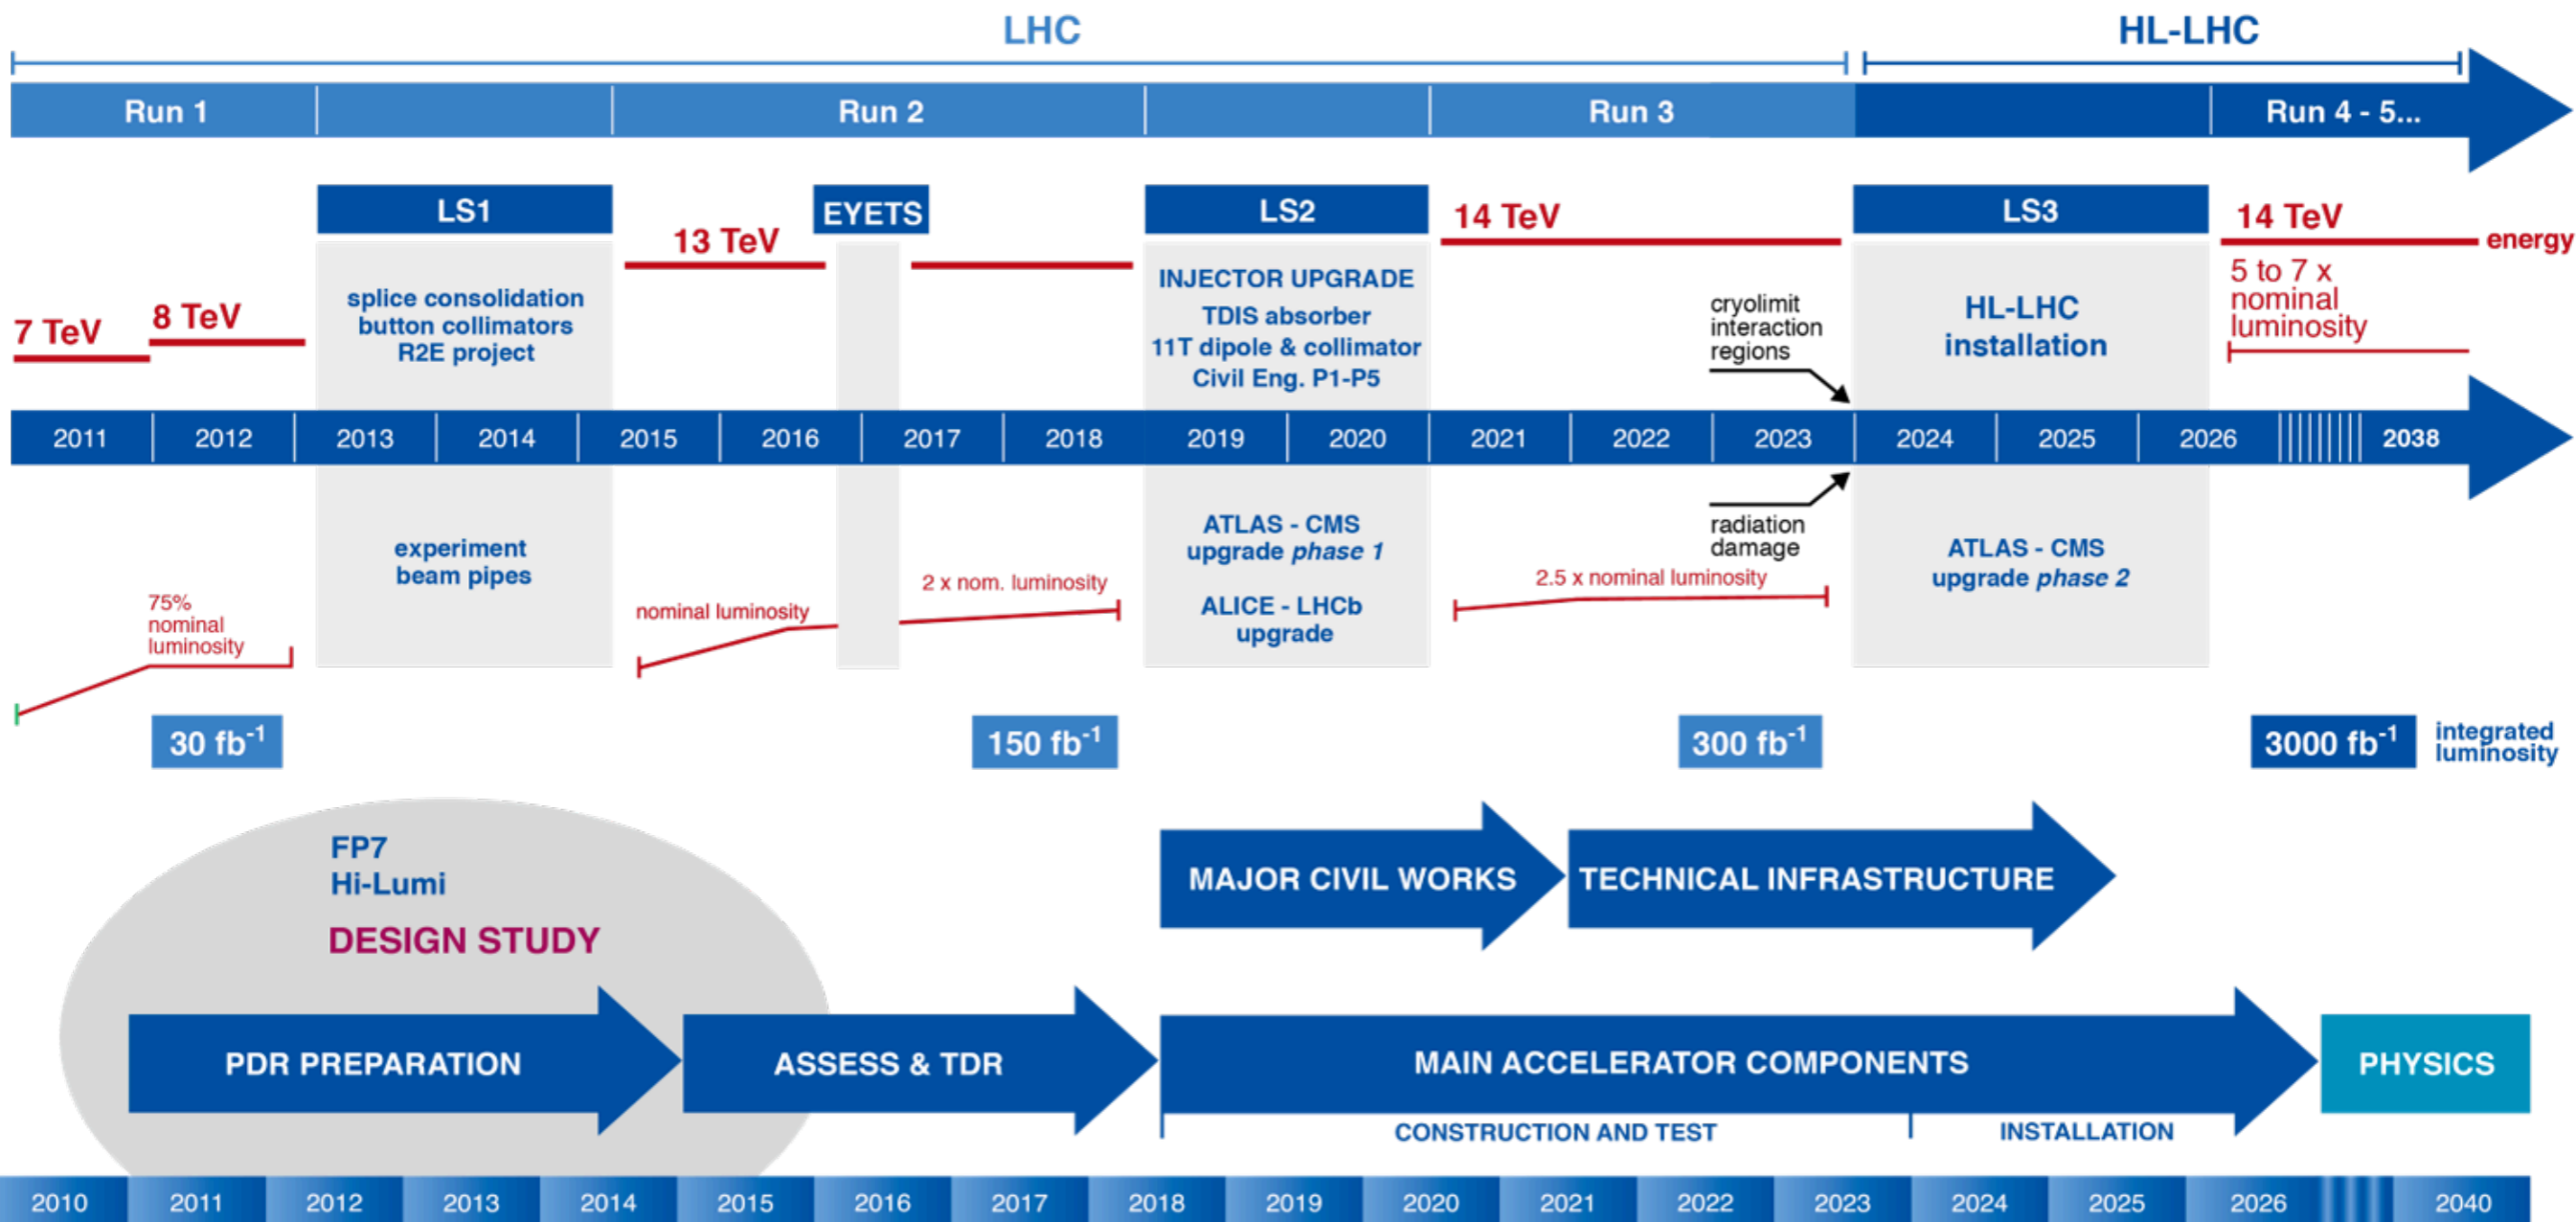 LHC
HL-LHC
Run 1
Run 2
Run 3
Run 4 - 5...
LS1
EYETS
LS2
LS3
7 TeV
8 TeV
13 TeV
14 TeV
14 TeV
energy
splice consolidation
button collimators
R2E project
INJECTOR UPGRADE
TDIS absorber
11T dipole & collimator
Civil Eng. P1-P5
cryolimit
interaction
regions
HL-LHC
installation
5 to 7 x
nominal
luminosity
2011 2012 2013 2014 2015 2016 2017 2018 2019 2020 2021 2022 2023 2024 2025 2026 2038
75%
nominal
luminosity
experiment
beam pipes
nominal luminosity
2 x nom. luminosity
ATLAS - CMS
upgrade phase 1
ALICE - LHCb
upgrade
radiation
damage
2.5 x nominal luminosity
ATLAS - CMS
upgrade phase 2
30 fb-1
150 fb-1
300 fb-1
3000 fb-1
integrated
luminosity
FP7
Hi-Lumi
DESIGN STUDY
MAJOR CIVIL WORKS
TECHNICAL INFRASTRUCTURE
PDR PREPARATION
ASSESS & TDR
MAIN ACCELERATOR COMPONENTS
PHYSICS
CONSTRUCTION AND TEST
INSTALLATION
2010 2011 2012 2013 2014 2015 2016 2017 2018 2019 2020 2021 2022 2023 2024 2025 2026 2040